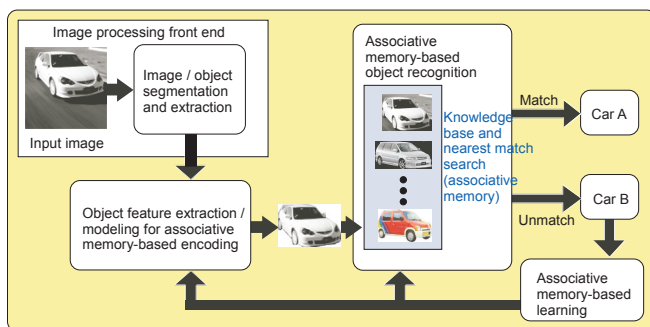 Image processing front end
Image / object
segmentation
and extraction
Input image
Object feature extraction /
modeling for associative
memory-based encoding
Associative
memory-based
object recognition
Knowledge
base and
nearest match
search
(associative
memory)
Match
Car A
Unmatch
Car B
Associative
memory-based
learning